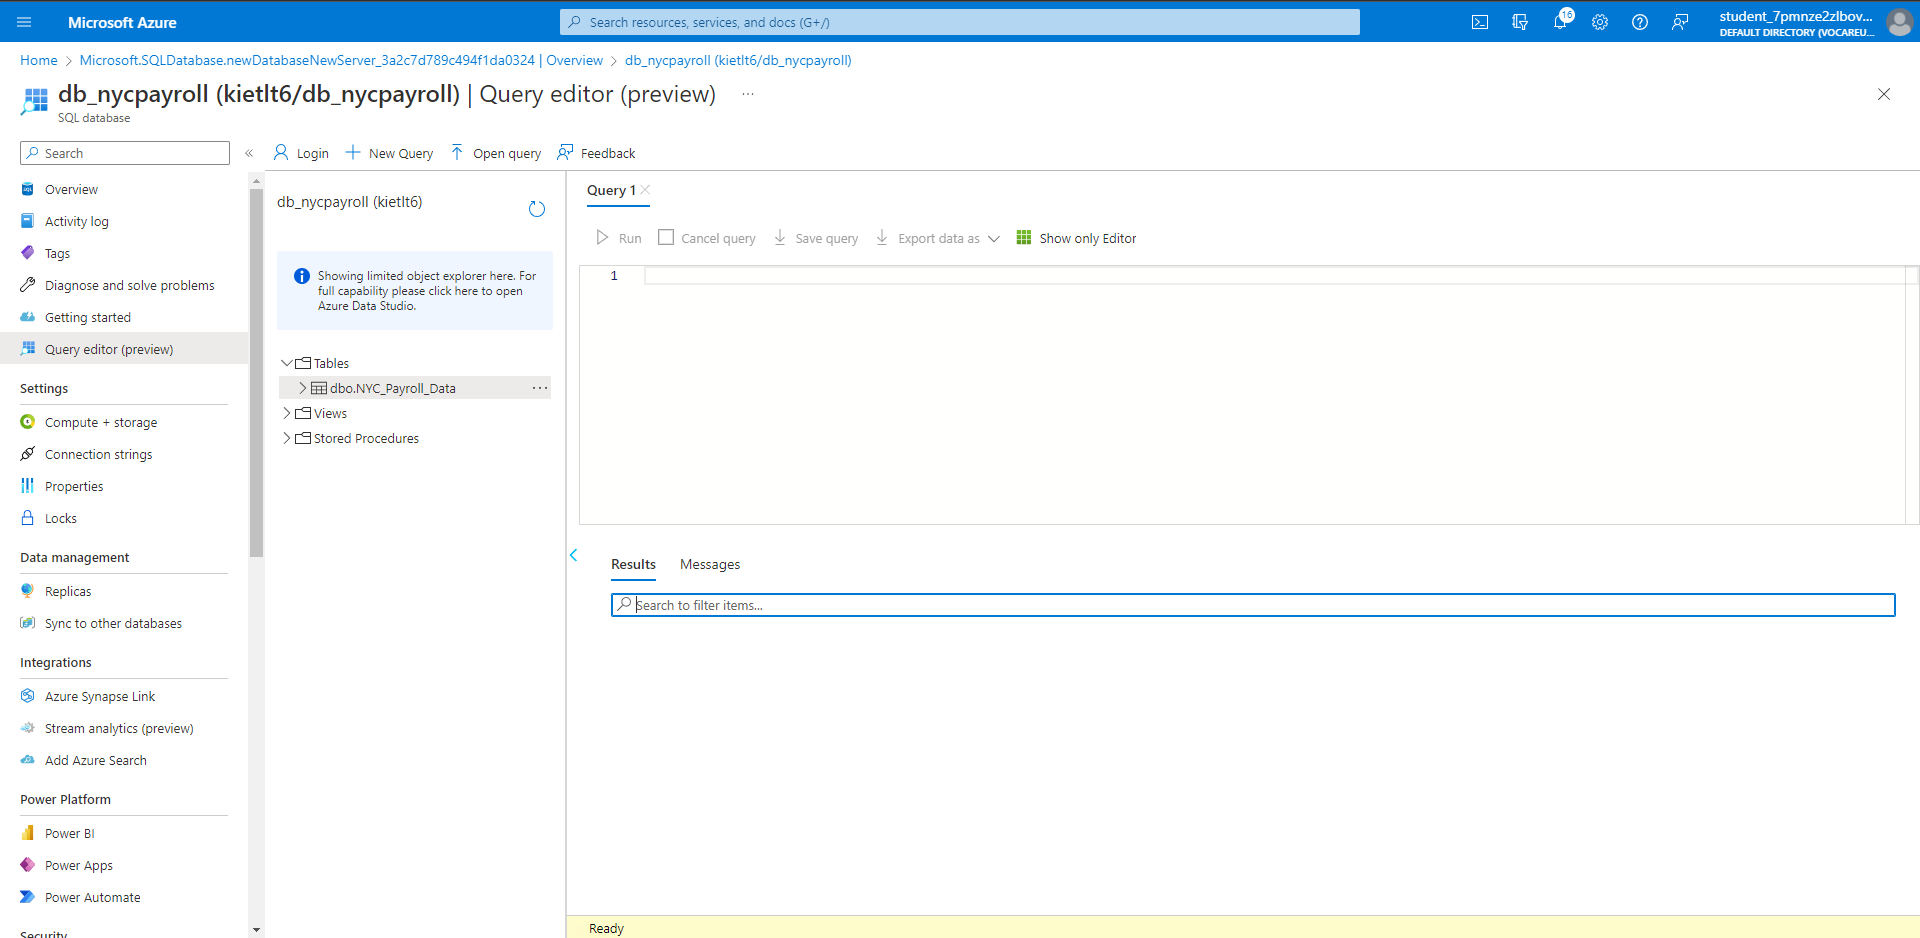 Microsoft Azure
Search resources, services, and docs (G+/)
16
student_7pmnze2zlbov...
DEFAULT DIRECTORY (VOCAREU...
Home > Microsoft.SQLDatabase.newDatabaseNewServer_3a2c7d789c494f1da0324 | Overview > db_nycpayroll (kietlt6/db_nycpayroll)
db_nycpayroll (kietlt6/db_nycpayroll) | Query editor (preview) ...
SQL database
Search
Login
New Query
Open query
Feedback
Overview
Activity log
Tags
Diagnose and solve problems
Getting started
Query editor (preview)
Settings
Compute + storage
Connection strings
Properties
Locks
Data management
Replicas
Sync to other databases
Integrations
Azure Synapse Link
Stream analytics (preview)
Add Azure Search
Power Platform
Power BI
Power Apps
Power Automate
Security
db_nycpayroll (kietlt6)
Showing limited object explorer here. For
full capability please click here to open
Azure Data Studio.
Tables
dbo.NYC_Payroll_Data ...
Views
Stored Procedures
Query 1
Run
Cancel query
Save query
Export data as
Show only Editor
1
Results
Messages
Search to filter items...
Ready